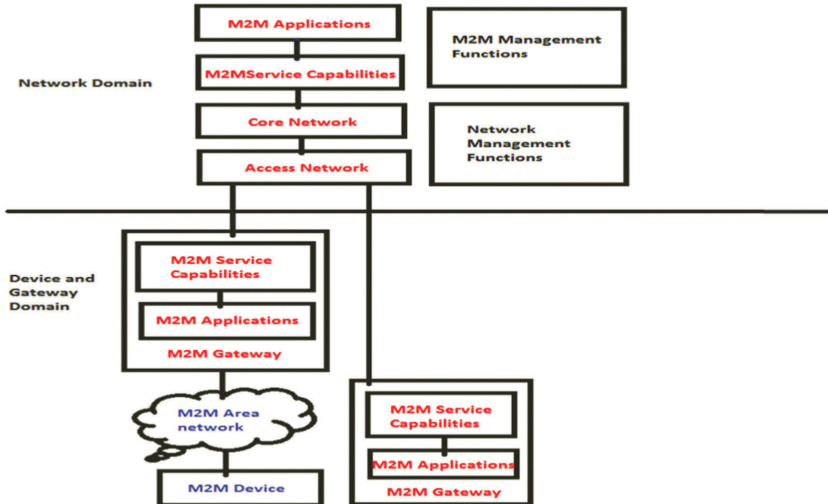 M2M Applications
M2MService Capabilities
Core Network
Access Network
M2M Management
Functions
Network
Management
Functions
Network Domain
Device and
Gateway
Domain
M2M Service
Capabilities
M2M Applications
M2M Gateway
M2M Area
network
M2M Device
M2M Service
Capabilities
M2M Applications
M2M Gateway